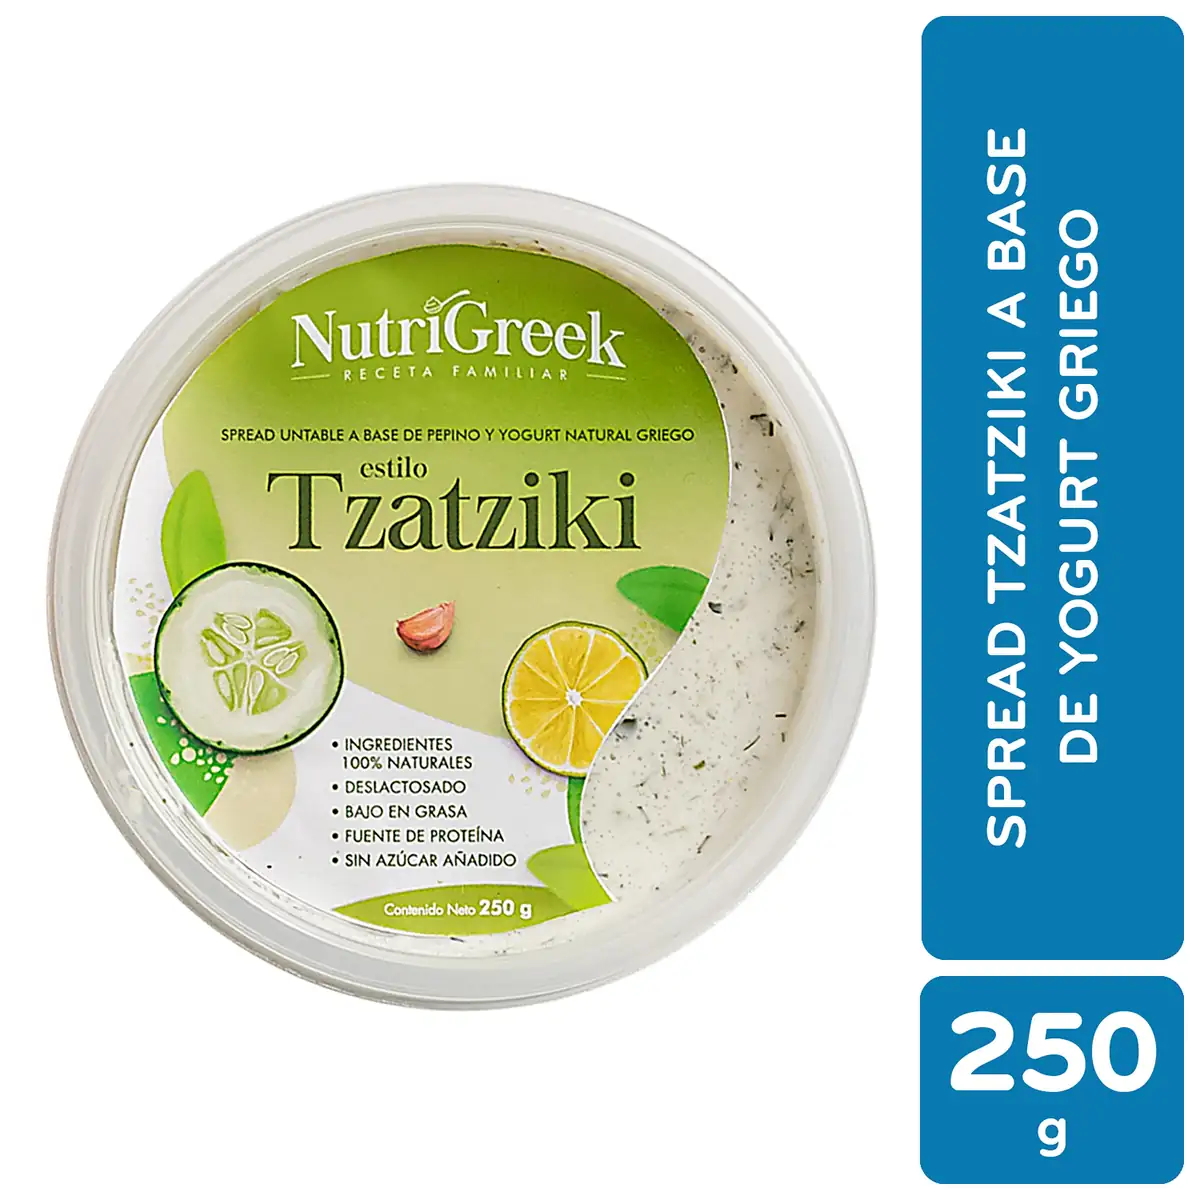 NutriGreek
RECETA FAMILIAR
SPREAD UNTABLE A BASE DE PEPINO Y YOGURT NATURAL GRIEGO
estilo
Tzatziki
• INGREDIENTES
100% NATURALES
• DESLACTOSADO
• BAJO EN GRASA
• FUENTE DE PROTEÍNA
• SIN AZÚCAR AÑADIDO
Contenido Neto 250 g
SPREAD TZATZIKI A BASE
DE YOGURT GRIEGO
250
g